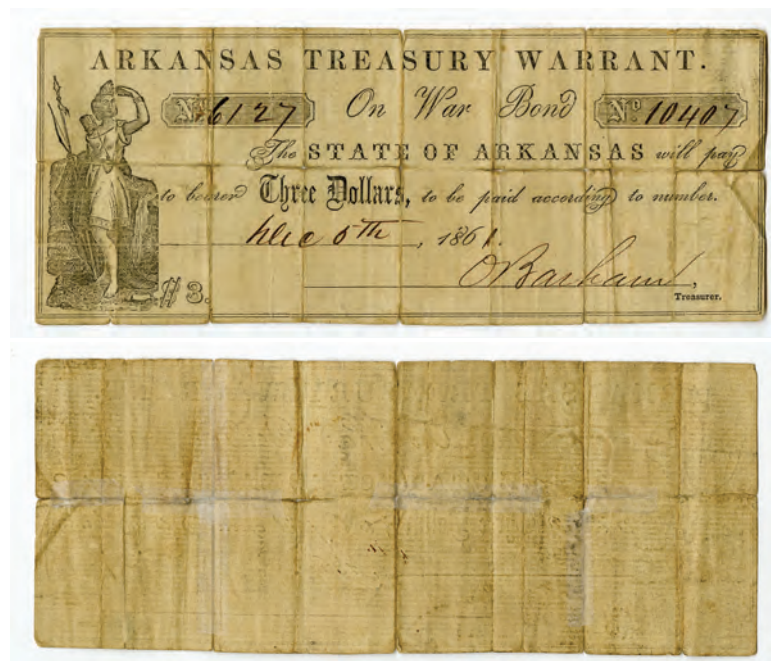 ARKANSAS TREASURY WARRANT.
No. 6127 On War Bond No. 10407
The STATE OF ARKANSAS will pay
to bearer Three Dollars, to be paid according to number.
Dec 5th, 1861.
$3. O Basham,
Treasurer.